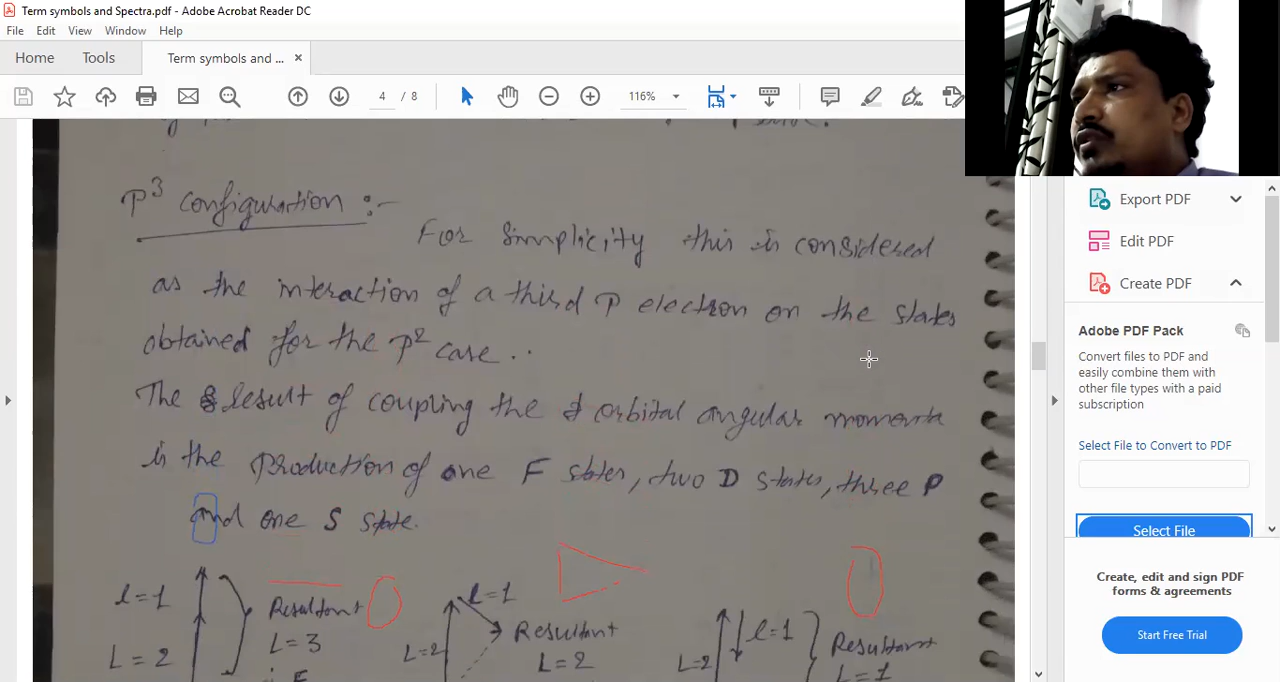 Term symbols and Spectra.pdf - Adobe Acrobat Reader DC
File Edit View Window Help
Home Tools Term symbols and ... ×
4 / 8 116%
P³ Configuration :-
For Simplicity this is considered
as the interaction of a third P electron on the states
obtained for the P² case..
The result of coupling the orbital angular momenta
is the production of one F states, two D states, three P
and one S state.
l=1
Resultant
L=3
L=2
l=1
Resultant
L=2
L=2
l=1
Resultant
L=2
L=1
Export PDF
Edit PDF
Create PDF
Adobe PDF Pack
Convert files to PDF and
easily combine them with
other file types with a paid
subscription
Select File to Convert to PDF
Select File
Create, edit and sign PDF
forms & agreements
Start Free Trial